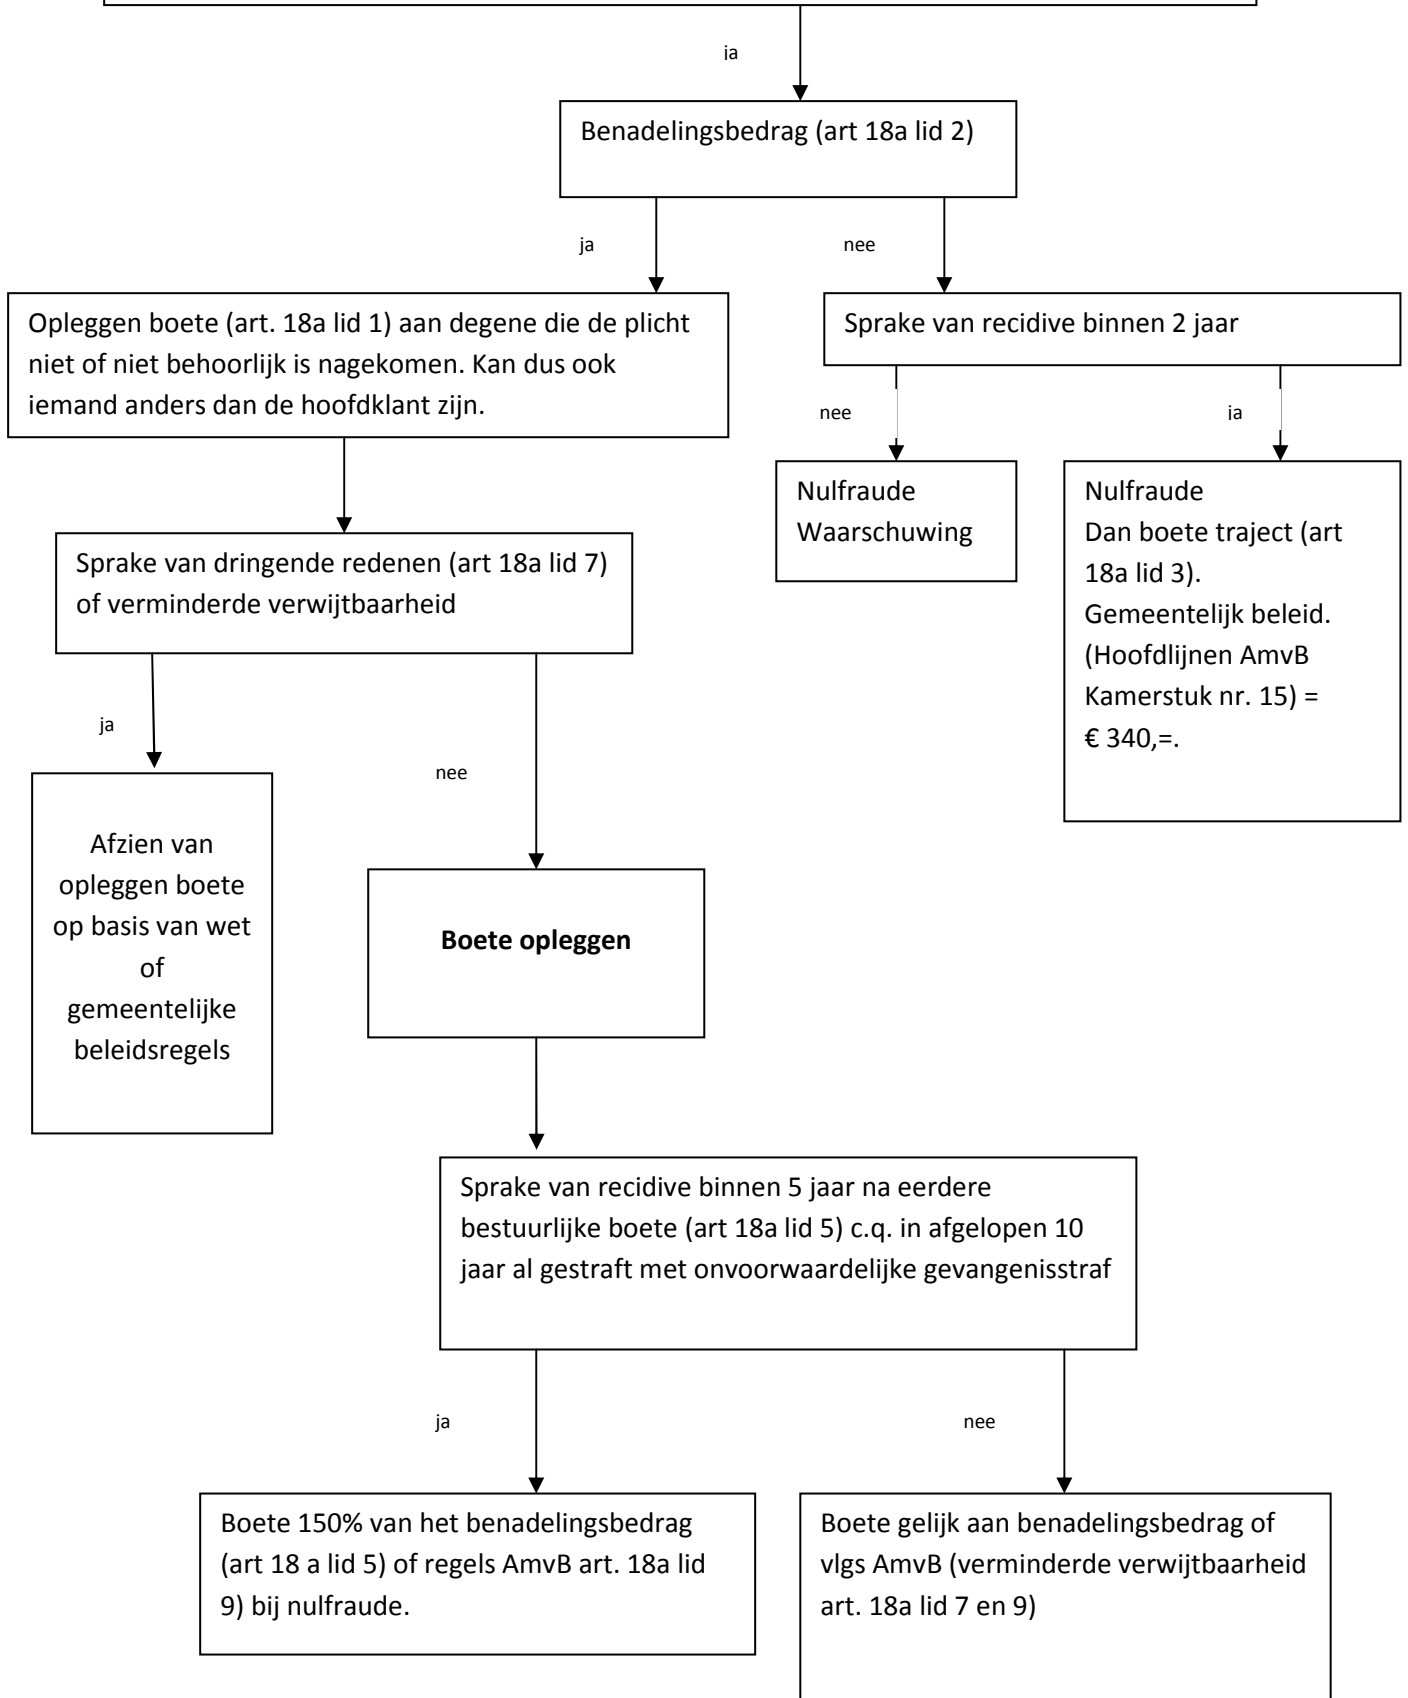 ja
Benadelingsbedrag (art 18a lid 2)
ja
nee
Opleggen boete (art. 18a lid 1) aan degene die de plicht
niet of niet behoorlijk is nagekomen. Kan dus ook
iemand anders dan de hoofdklant zijn.
Sprake van recidive binnen 2 jaar
nee
ja
Nulfraude
Waarschuwing
Nulfraude
Dan boete traject (art
18a lid 3).
Gemeentelijk beleid.
(Hoofdlijnen AmvB
Kamerstuk nr. 15) =
€ 340,=.
Sprake van dringende redenen (art 18a lid 7)
of verminderde verwijtbaarheid
ja
nee
Afzien van
opleggen boete
op basis van wet
of
gemeentelijke
beleidsregels
Boete opleggen
Sprake van recidive binnen 5 jaar na eerdere
bestuurlijke boete (art 18a lid 5) c.q. in afgelopen 10
jaar al gestraft met onvoorwaardelijke gevangenisstraf
ja
nee
Boete 150% van het benadelingsbedrag
(art 18 a lid 5) of regels AmvB art. 18a lid
9) bij nulfraude.
Boete gelijk aan benadelingsbedrag of
vlgs AmvB (verminderde verwijtbaarheid
art. 18a lid 7 en 9)